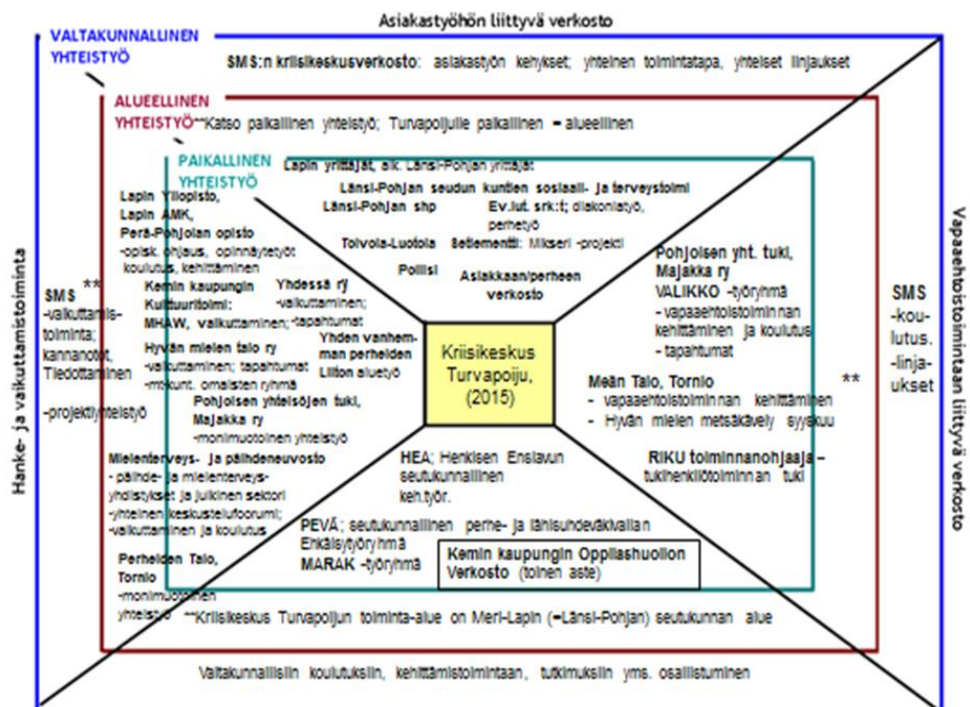 Asiakastyöhön liittyvä verkosto
VALTAKUNNALLINEN
YHTEISTYÖ
SMS:n kriisikeskusverkosto: asiakastyön kehykset; yhteinen toimintatapa, yhteiset linjaukset
ALUEELLINEN
YHTEISTYÖ
**Katso paikallinen yhteistyö; Turvapoijulle paikallinen = alueellinen
PAIKALLINEN
YHTEISTYÖ
Lapin yrittäjät, alk. Länsi-Pohjan yrittäjät
Länsi-Pohjan seudun kuntien sosiaali- ja terveystoimi
Länsi-Pohjan shp
Ev.lut. srk:t; diakoniatyö,
perhetyö
Toivola-Luotola Setlementti: Mikseri -projekti
Poliisi
Asiakkaan/perheen
verkosto
Hanke- ja vaikuttamistoiminta
SMS **
-vaikuttamis-
toiminta;
kannanotot,
Tiedottaminen
-projektiyhteistyö
Lapin Yliopisto,
Lapin AMK,
Perä-Pohjolan opisto
-opisk. ohjaus, opinnäytetyöt
koulutus, kehittäminen
Kemin kaupungin
Kulttuuritoimi:
MHAW, vaikuttaminen;
Yhdessä ry
-vaikuttaminen;
-tapahtumat
Hyvän mielen talo ry
-vaikuttaminen; tapahtumat
-mt-kunt. omaisten ryhmä
Yhden vanhem-
man perheiden
Liiton aluetyö
Pohjoisen yhteisöjen tuki,
Majakka ry
-monimuotoinen yhteistyö
Mielenterveys- ja päihdeneuvosto
- päihde- ja mielenterveys-
yhdistykset ja julkinen sektori
-yhteinen keskustelufoorumi;
-vaikuttaminen ja koulutus
Perheiden Talo,
Tornio
-monimuotoinen
yhteistyö
Kriisikeskus
Turvapoiju,
(2015)
Pohjoisen yht. tuki,
Majakka ry
VALIKKO -työryhmä
- vapaaehtoistoiminnan
kehittäminen ja koulutus
- tapahtumat
Meän Talo, Tornio
- vapaaehtoistoiminnan kehittäminen
- Hyvän mielen metsäkävely syyskuu
RIKU toiminnanohjaaja –
tukihenkilötoiminnan tuki
**
SMS
-kou-
lutus.
-linja-
ukset
Vapaaehtoistoimintaan liittyvä verkosto
HEA; Henkisen Ensiavun
seutukunnallinen
keh.työr.
PEVÄ; seutukunnallinen perhe- ja lähisuhdeväkivallan
Ehkäisytyöryhmä
MARAK -työryhmä
Kemin kaupungin Oppilashuollon
Verkosto (toinen aste)
**Kriisikeskus Turvapoijun toiminta-alue on Meri-Lapin (=Länsi-Pohjan) seutukunnan alue
Valtakunnallisiin koulutuksiin, kehittämistoimintaan, tutkimuksiin yms. osallistuminen